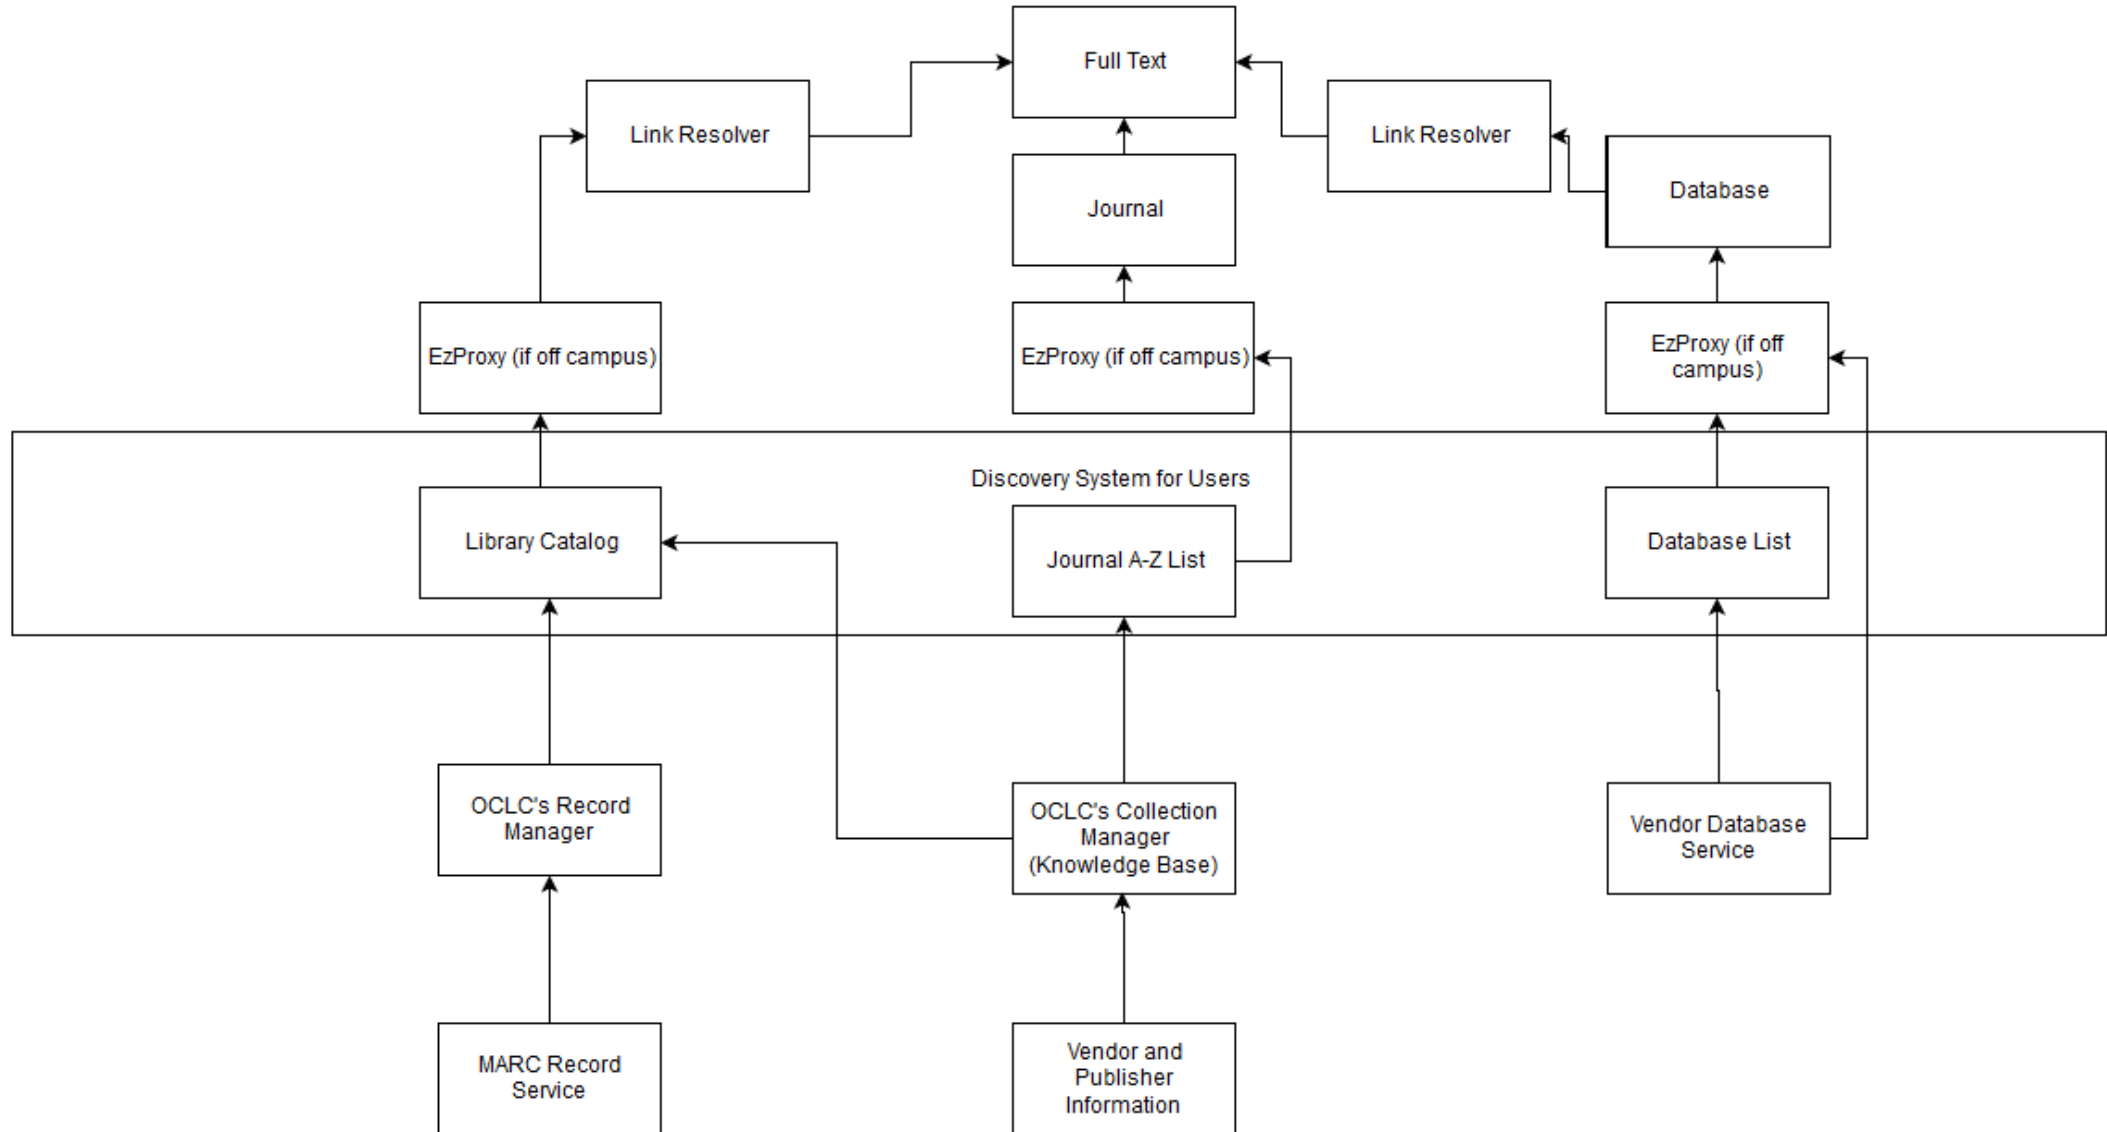 Full Text
Link Resolver
Link Resolver
Database
Journal
EzProxy (if off campus)
EzProxy (if off campus)
EzProxy (if off
campus)
Discovery System for Users
Library Catalog
Journal A-Z List
Database List
OCLC's Record
Manager
OCLC's Collection
Manager
(Knowledge Base)
Vendor Database
Service
MARC Record
Service
Vendor and
Publisher
Information